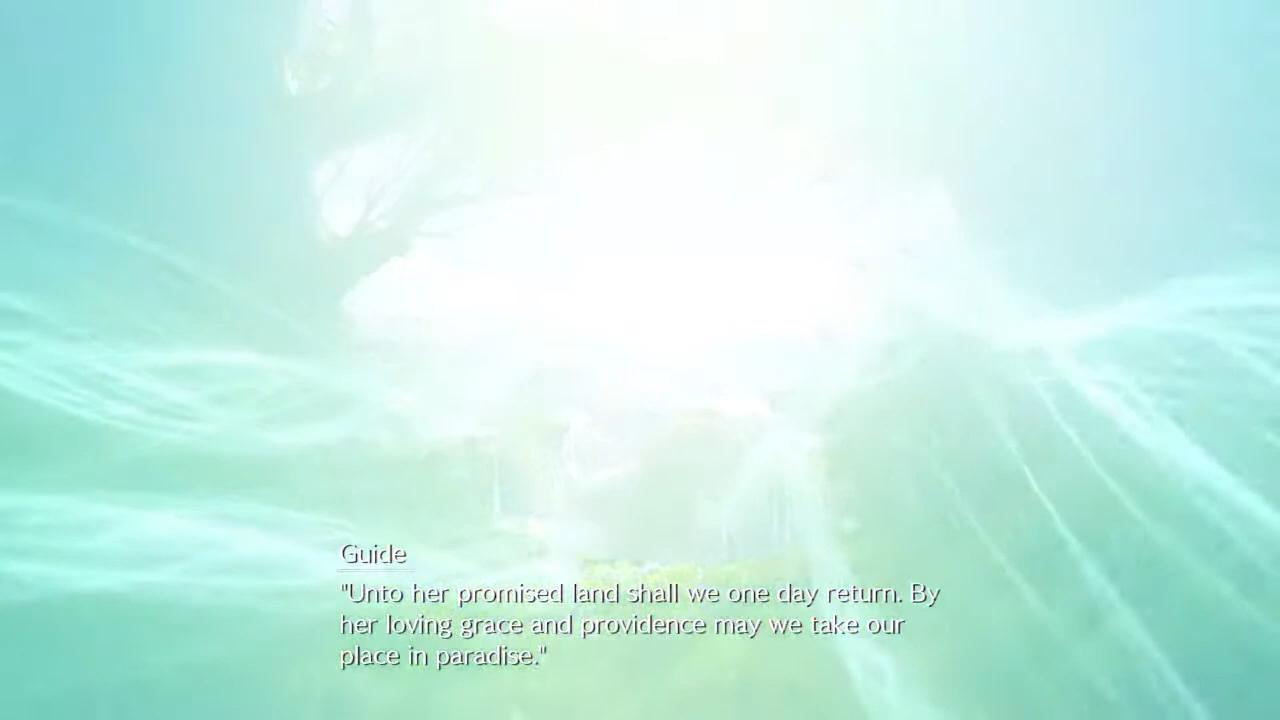 Guide
"Unto her promised land shall we one day return. By
her loving grace and providence may we take our
place in paradise."